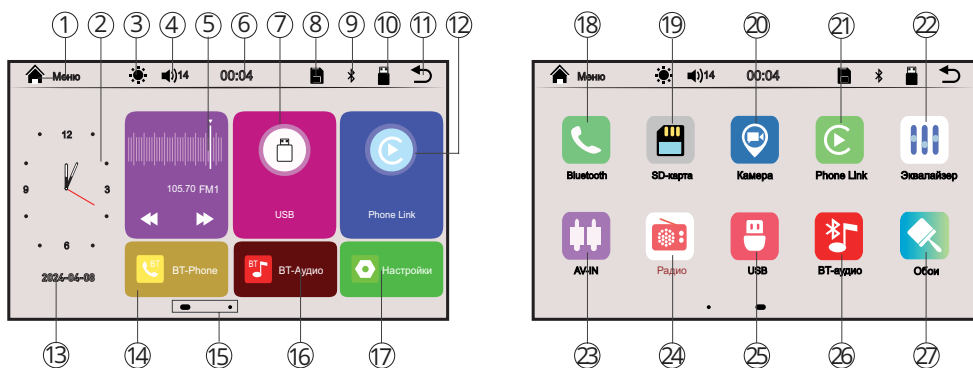 1 2 3 4 5 6 7 8 9 10 11 12
Меню 14 00:04
12
9 3
6
2024-04-08
105.70 FM1
USB
Phone Link
BT BT-Phone
BT BT-Аудио
Настройки
13 14 15 16 17
18 19 20 21 22
Меню 14 00:04
Bluetooth SD-карта Камера Phone Link Эквалайзер
AV-IN Радио USB BT-аудио Обои
23 24 25 26 27